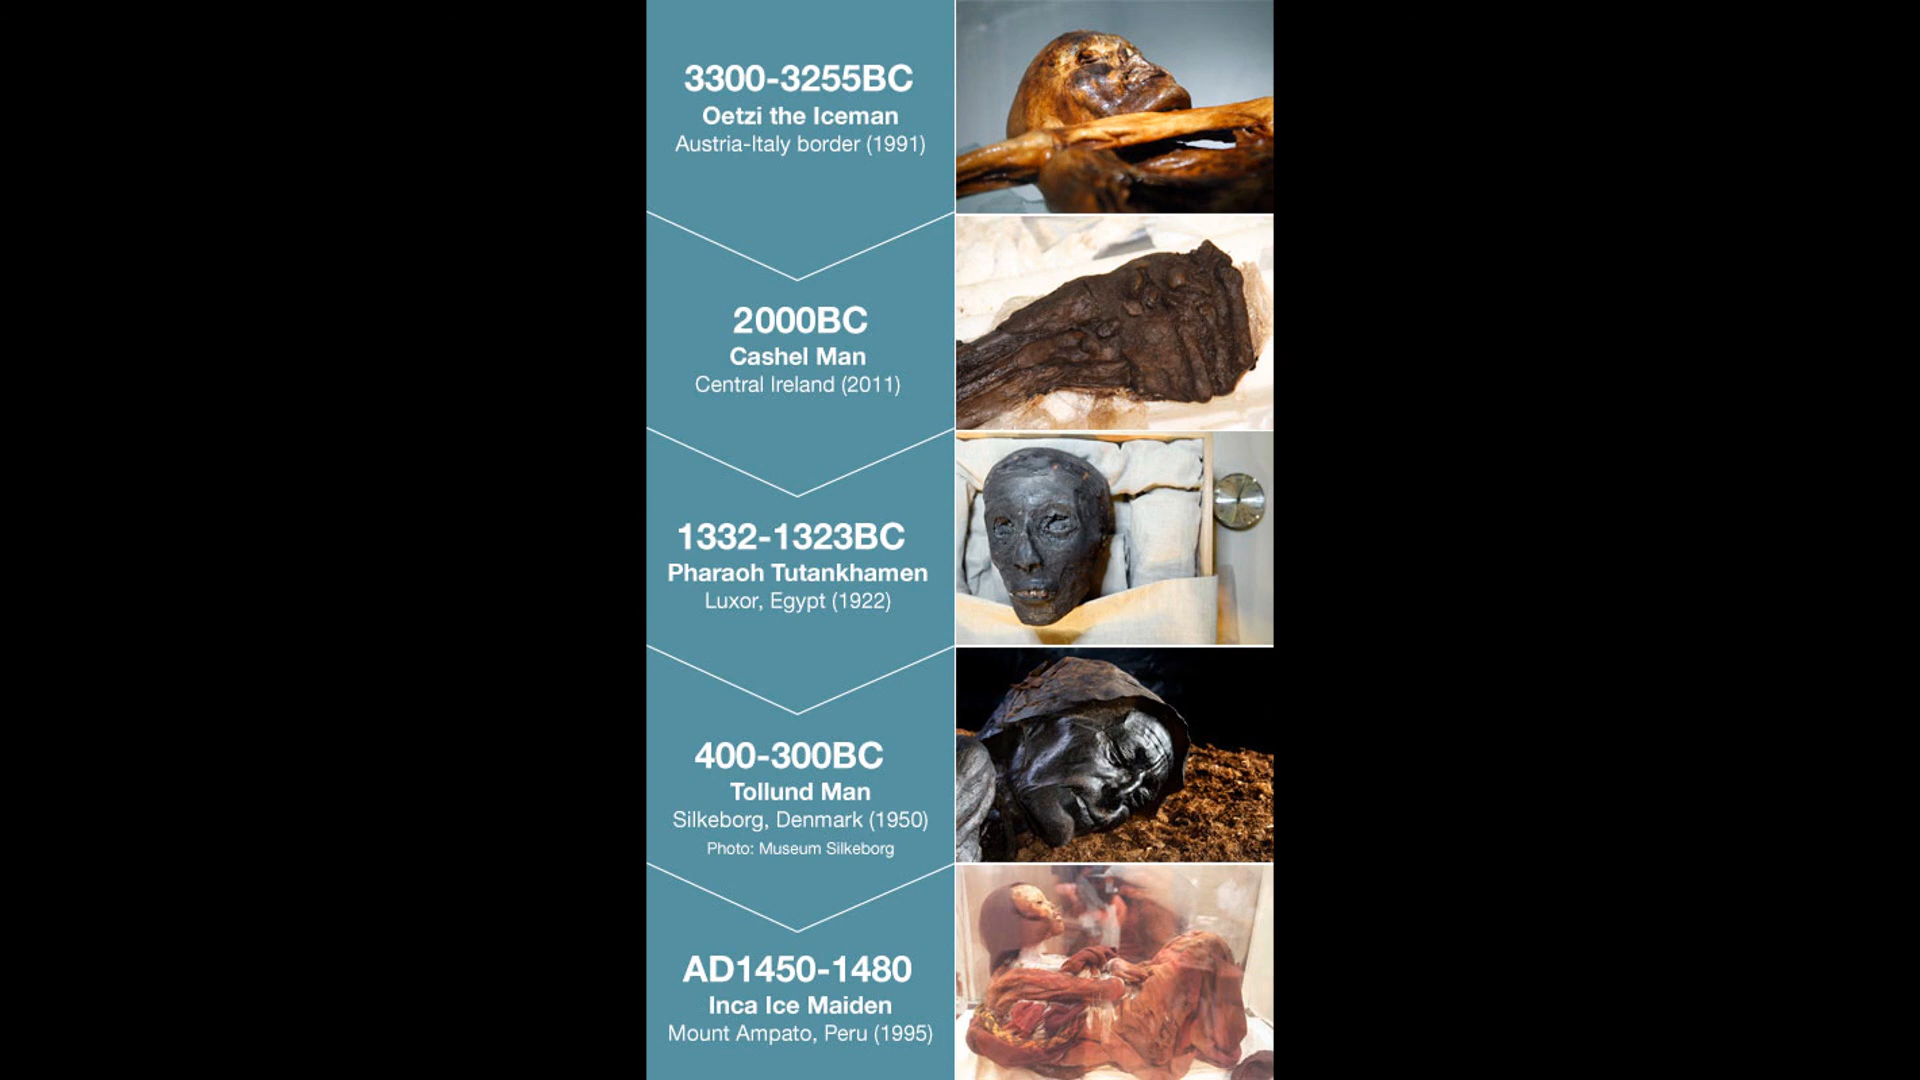 3300-3255BC
Oetzi the Iceman
Austria-Italy border (1991)
2000BC
Cashel Man
Central Ireland (2011)
1332-1323BC
Pharaoh Tutankhamen
Luxor, Egypt (1922)
400-300BC
Tollund Man
Silkeborg, Denmark (1950)
Photo: Museum Silkeborg
AD1450-1480
Inca Ice Maiden
Mount Ampato, Peru (1995)